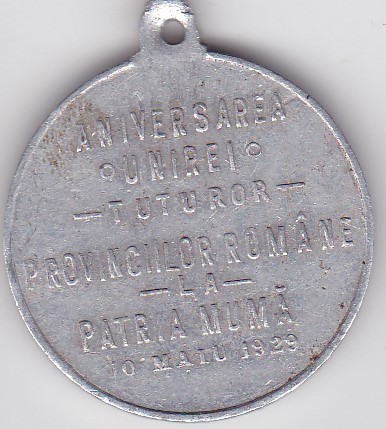 ANIVERSAREA
UNIREI
TUTUROR
PROVINCIILOR ROMÂNE
LA
PATRIA MUMĂ
10 MAIU 1929